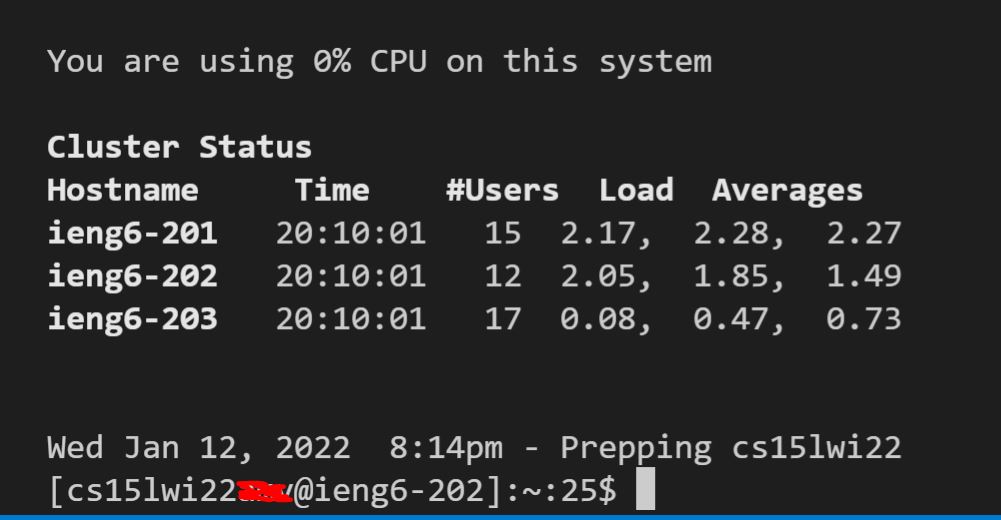 You are using 0% CPU on this system
Cluster Status
Hostname Time #Users Load Averages
ieng6-201 20:10:01 15 2.17, 2.28, 2.27
ieng6-202 20:10:01 12 2.05, 1.85, 1.49
ieng6-203 20:10:01 17 0.08, 0.47, 0.73
Wed Jan 12, 2022 8:14pm - Prepping cs15lwi22
[cs15lwi22@ieng6-202]:~:25$